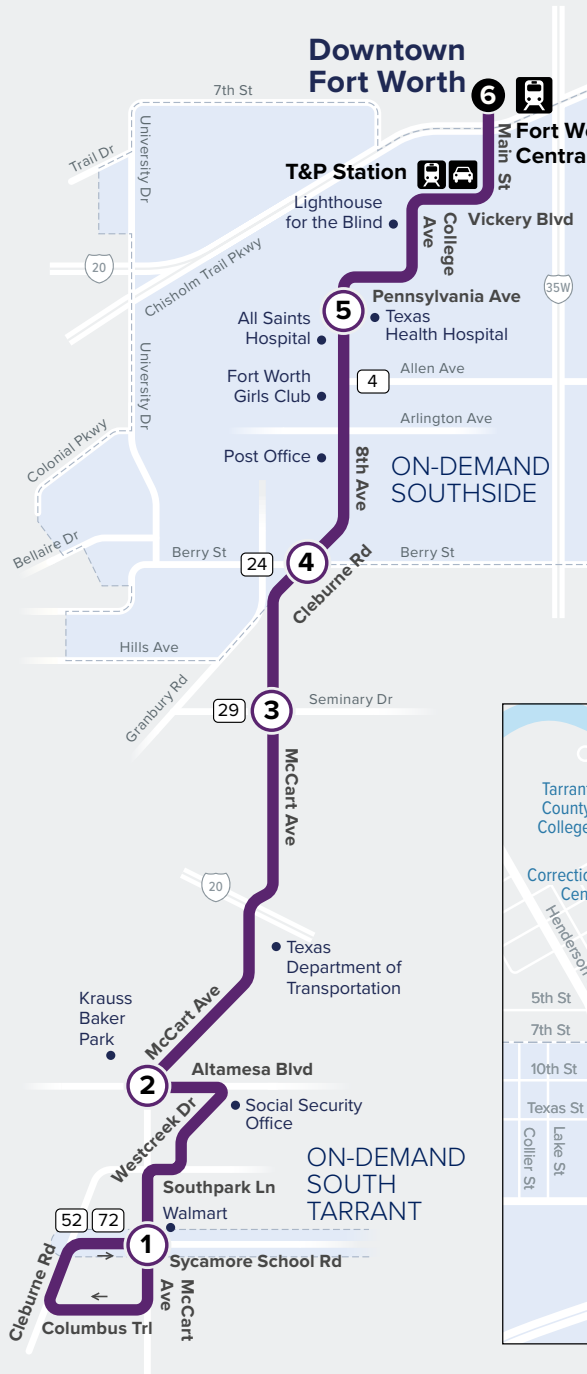 Downtown
Fort Worth
6
7th St
Main St
Fort Wo
Centra
University Dr
Trail Dr
T&P Station
Lighthouse
for the Blind
College
Ave
Vickery Blvd
20
Chisholm Trail Pkwy
35W
Pennsylvania Ave
5
All Saints
Hospital
Texas
Health Hospital
University Dr
Fort Worth
Girls Club
4
Allen Ave
Arlington Ave
Colonial Pkwy
Post Office
8th Ave
ON-DEMAND
SOUTHSIDE
Bellaire Dr
Berry St
24
4
Cleburne Rd
Berry St
Hills Ave
Granbury Rd
29
3
Seminary Dr
McCart Ave
20
Texas
Department of
Transportation
Krauss
Baker
Park
McCart Ave
2
Altamesa Blvd
Westcreek Dr
Social Security
Office
ON-DEMAND
SOUTH
TARRANT
Southpark Ln
Walmart
52
72
1
Sycamore School Rd
Cleburne Rd
→
←
McCart
Ave
Columbus Trl
Tarran
County
College
Correctio
Cen
Henderson
5th St
7th St
10th St
Texas St
Collier St
Lake St